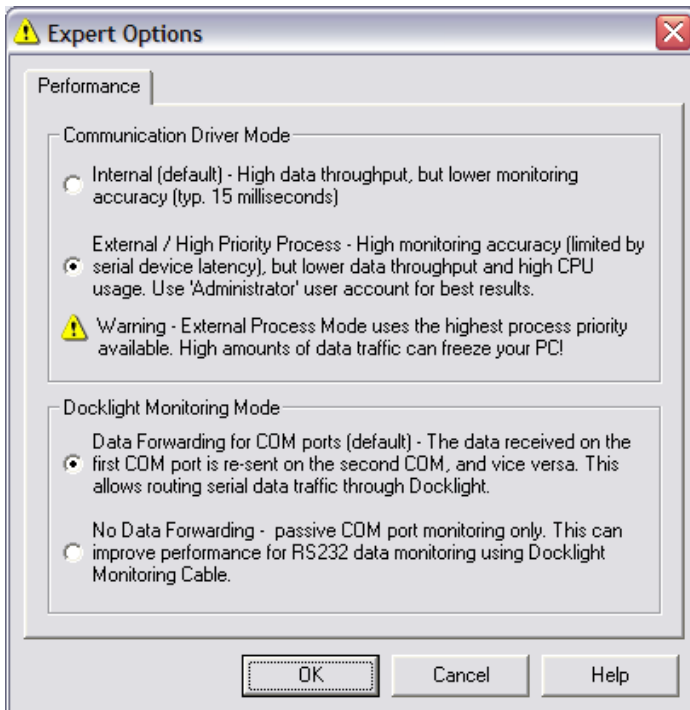 Expert Options
Performance
Communication Driver Mode
Internal (default) - High data throughput, but lower monitoring
accuracy (typ. 15 milliseconds)
External / High Priority Process - High monitoring accuracy (limited by
serial device latency), but lower data throughput and high CPU
usage. Use 'Administrator' user account for best results.
Warning - External Process Mode uses the highest process priority
available. High amounts of data traffic can freeze your PC!
Docklight Monitoring Mode
Data Forwarding for COM ports (default) - The data received on the
first COM port is re-sent on the second COM, and vice versa. This
allows routing serial data traffic through Docklight.
No Data Forwarding -  passive COM port monitoring only. This can
improve performance for RS232 data monitoring using Docklight
Monitoring Cable.
OK
Cancel
Help